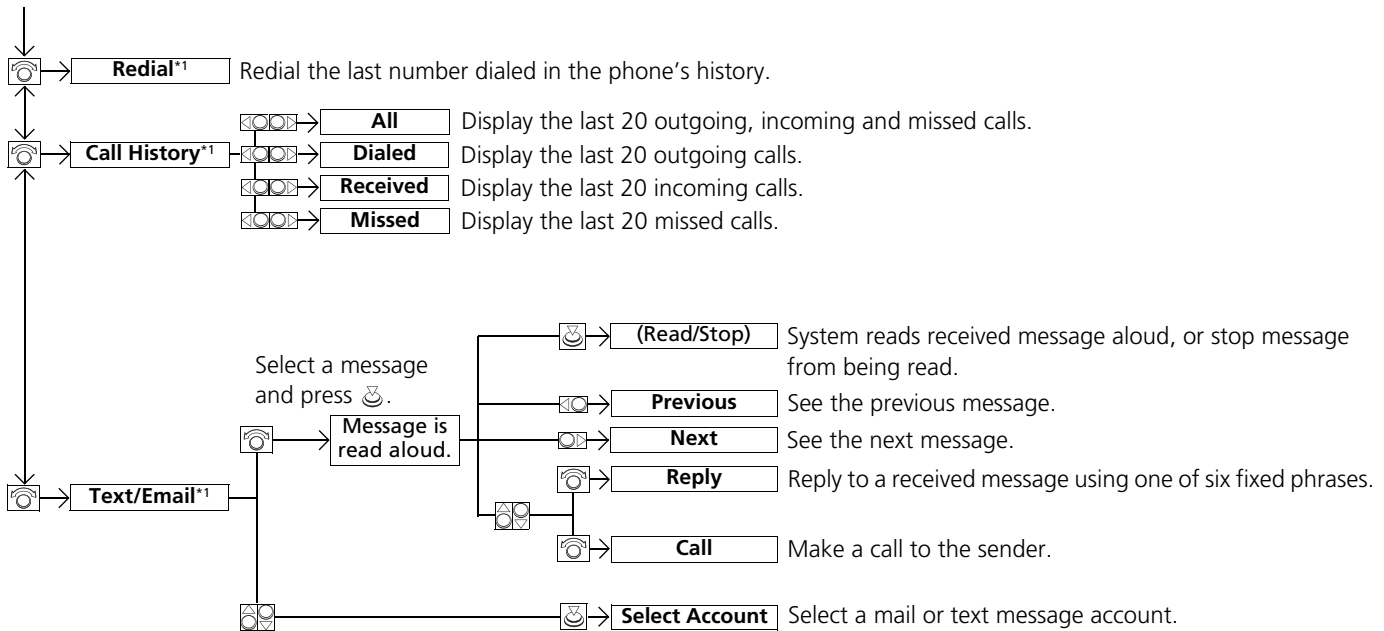 Redial*1 Redial the last number dialed in the phone's history.
All Display the last 20 outgoing, incoming and missed calls.
Call History*1 Dialed Display the last 20 outgoing calls.
Received Display the last 20 incoming calls.
Missed Display the last 20 missed calls.
(Read/Stop) System reads received message aloud, or stop message
from being read.
Select a message
and press .
Previous See the previous message.
Message is
read aloud.
Next See the next message.
Reply Reply to a received message using one of six fixed phrases.
Text/Email*1
Call Make a call to the sender.
Select Account Select a mail or text message account.